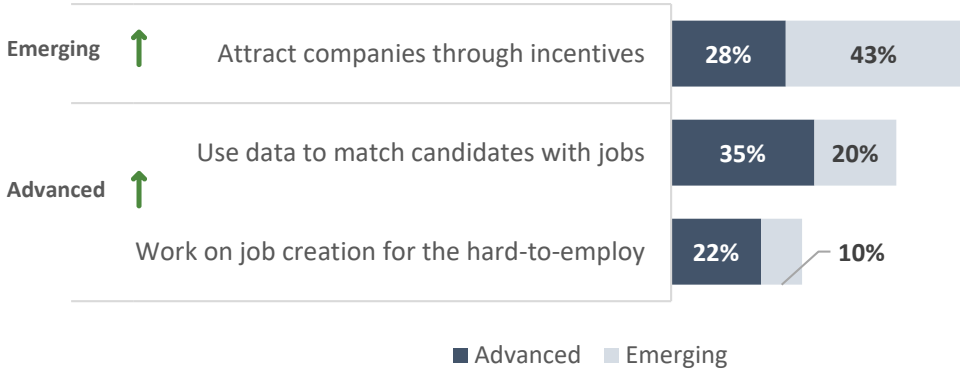 Emerging
Attract companies through incentives
28%
43%
Use data to match candidates with jobs
35%
20%
Advanced
Work on job creation for the hard-to-employ
22%
10%
Advanced
Emerging